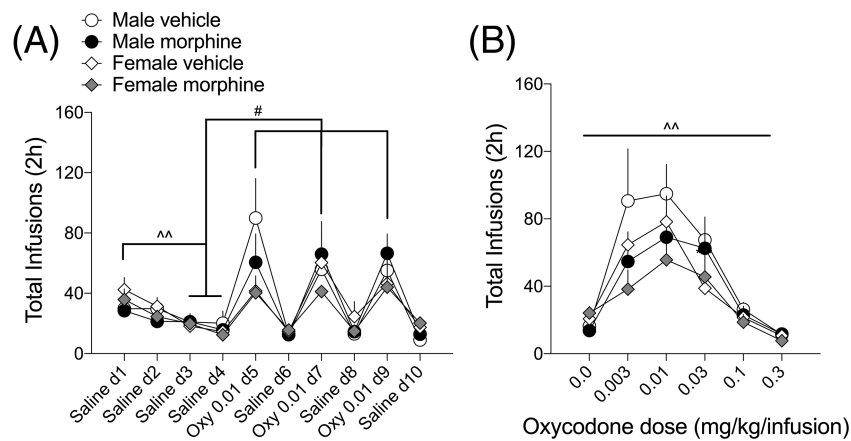 (A)
Male vehicle
Male morphine
Female vehicle
Female morphine
Total Infusions (2h)
160
120
80
40
0
#
^^
Saline d1
Saline d2
Saline d3
Saline d4
Oxy 0.01 d5
Saline d6
Oxy 0.01 d7
Saline d8
Oxy 0.01 d9
Saline d10
(B)
Total Infusions (2h)
160
120
80
40
0
^^
*
0.0
0.003
0.01
0.03
0.1
0.3
Oxycodone dose (mg/kg/infusion)